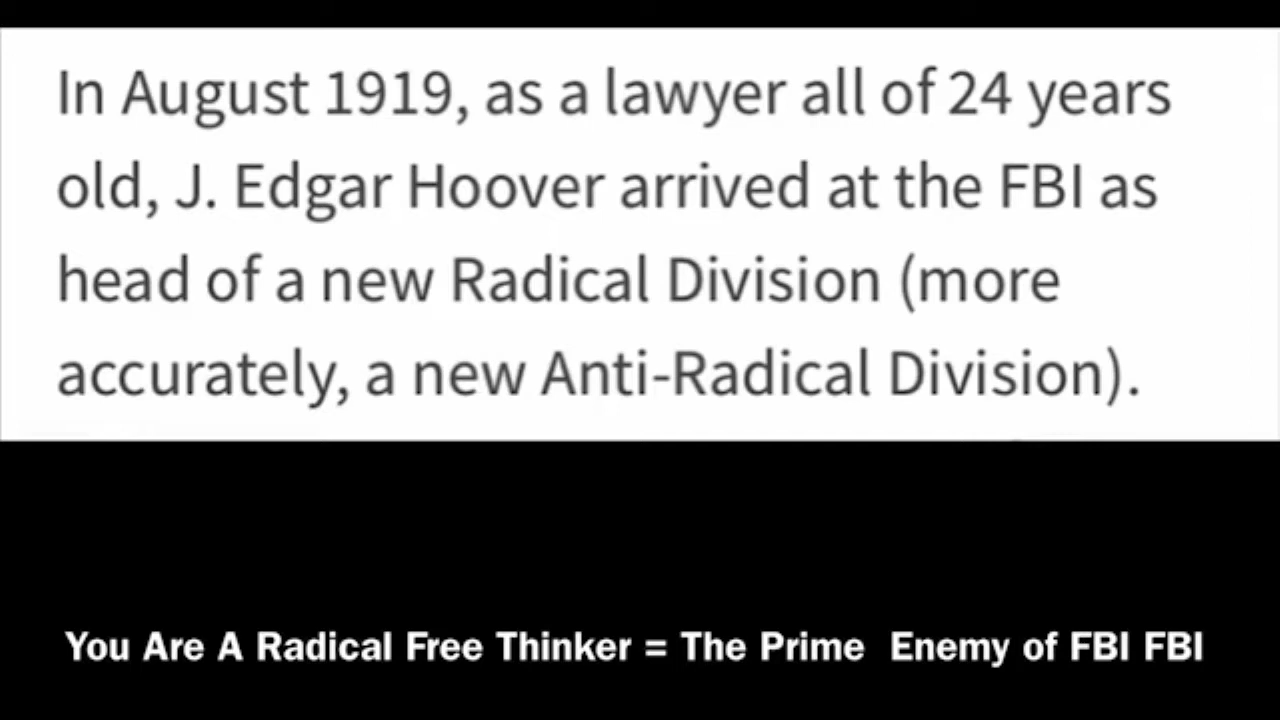 In August 1919, as a lawyer all of 24 years
old, J. Edgar Hoover arrived at the FBI as
head of a new Radical Division (more
accurately, a new Anti-Radical Division).
You Are A Radical Free Thinker = The Prime  Enemy of FBI FBI